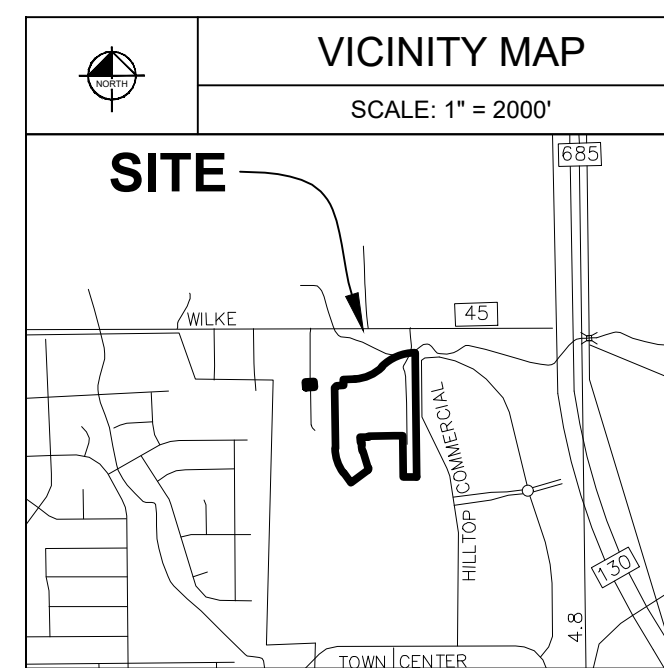 NORTH
VICINITY MAP
SCALE: 1" = 2000'
SITE
685
WILKE
45
HILLTOP COMMERCIAL
130
4.8
TOWN CENTER